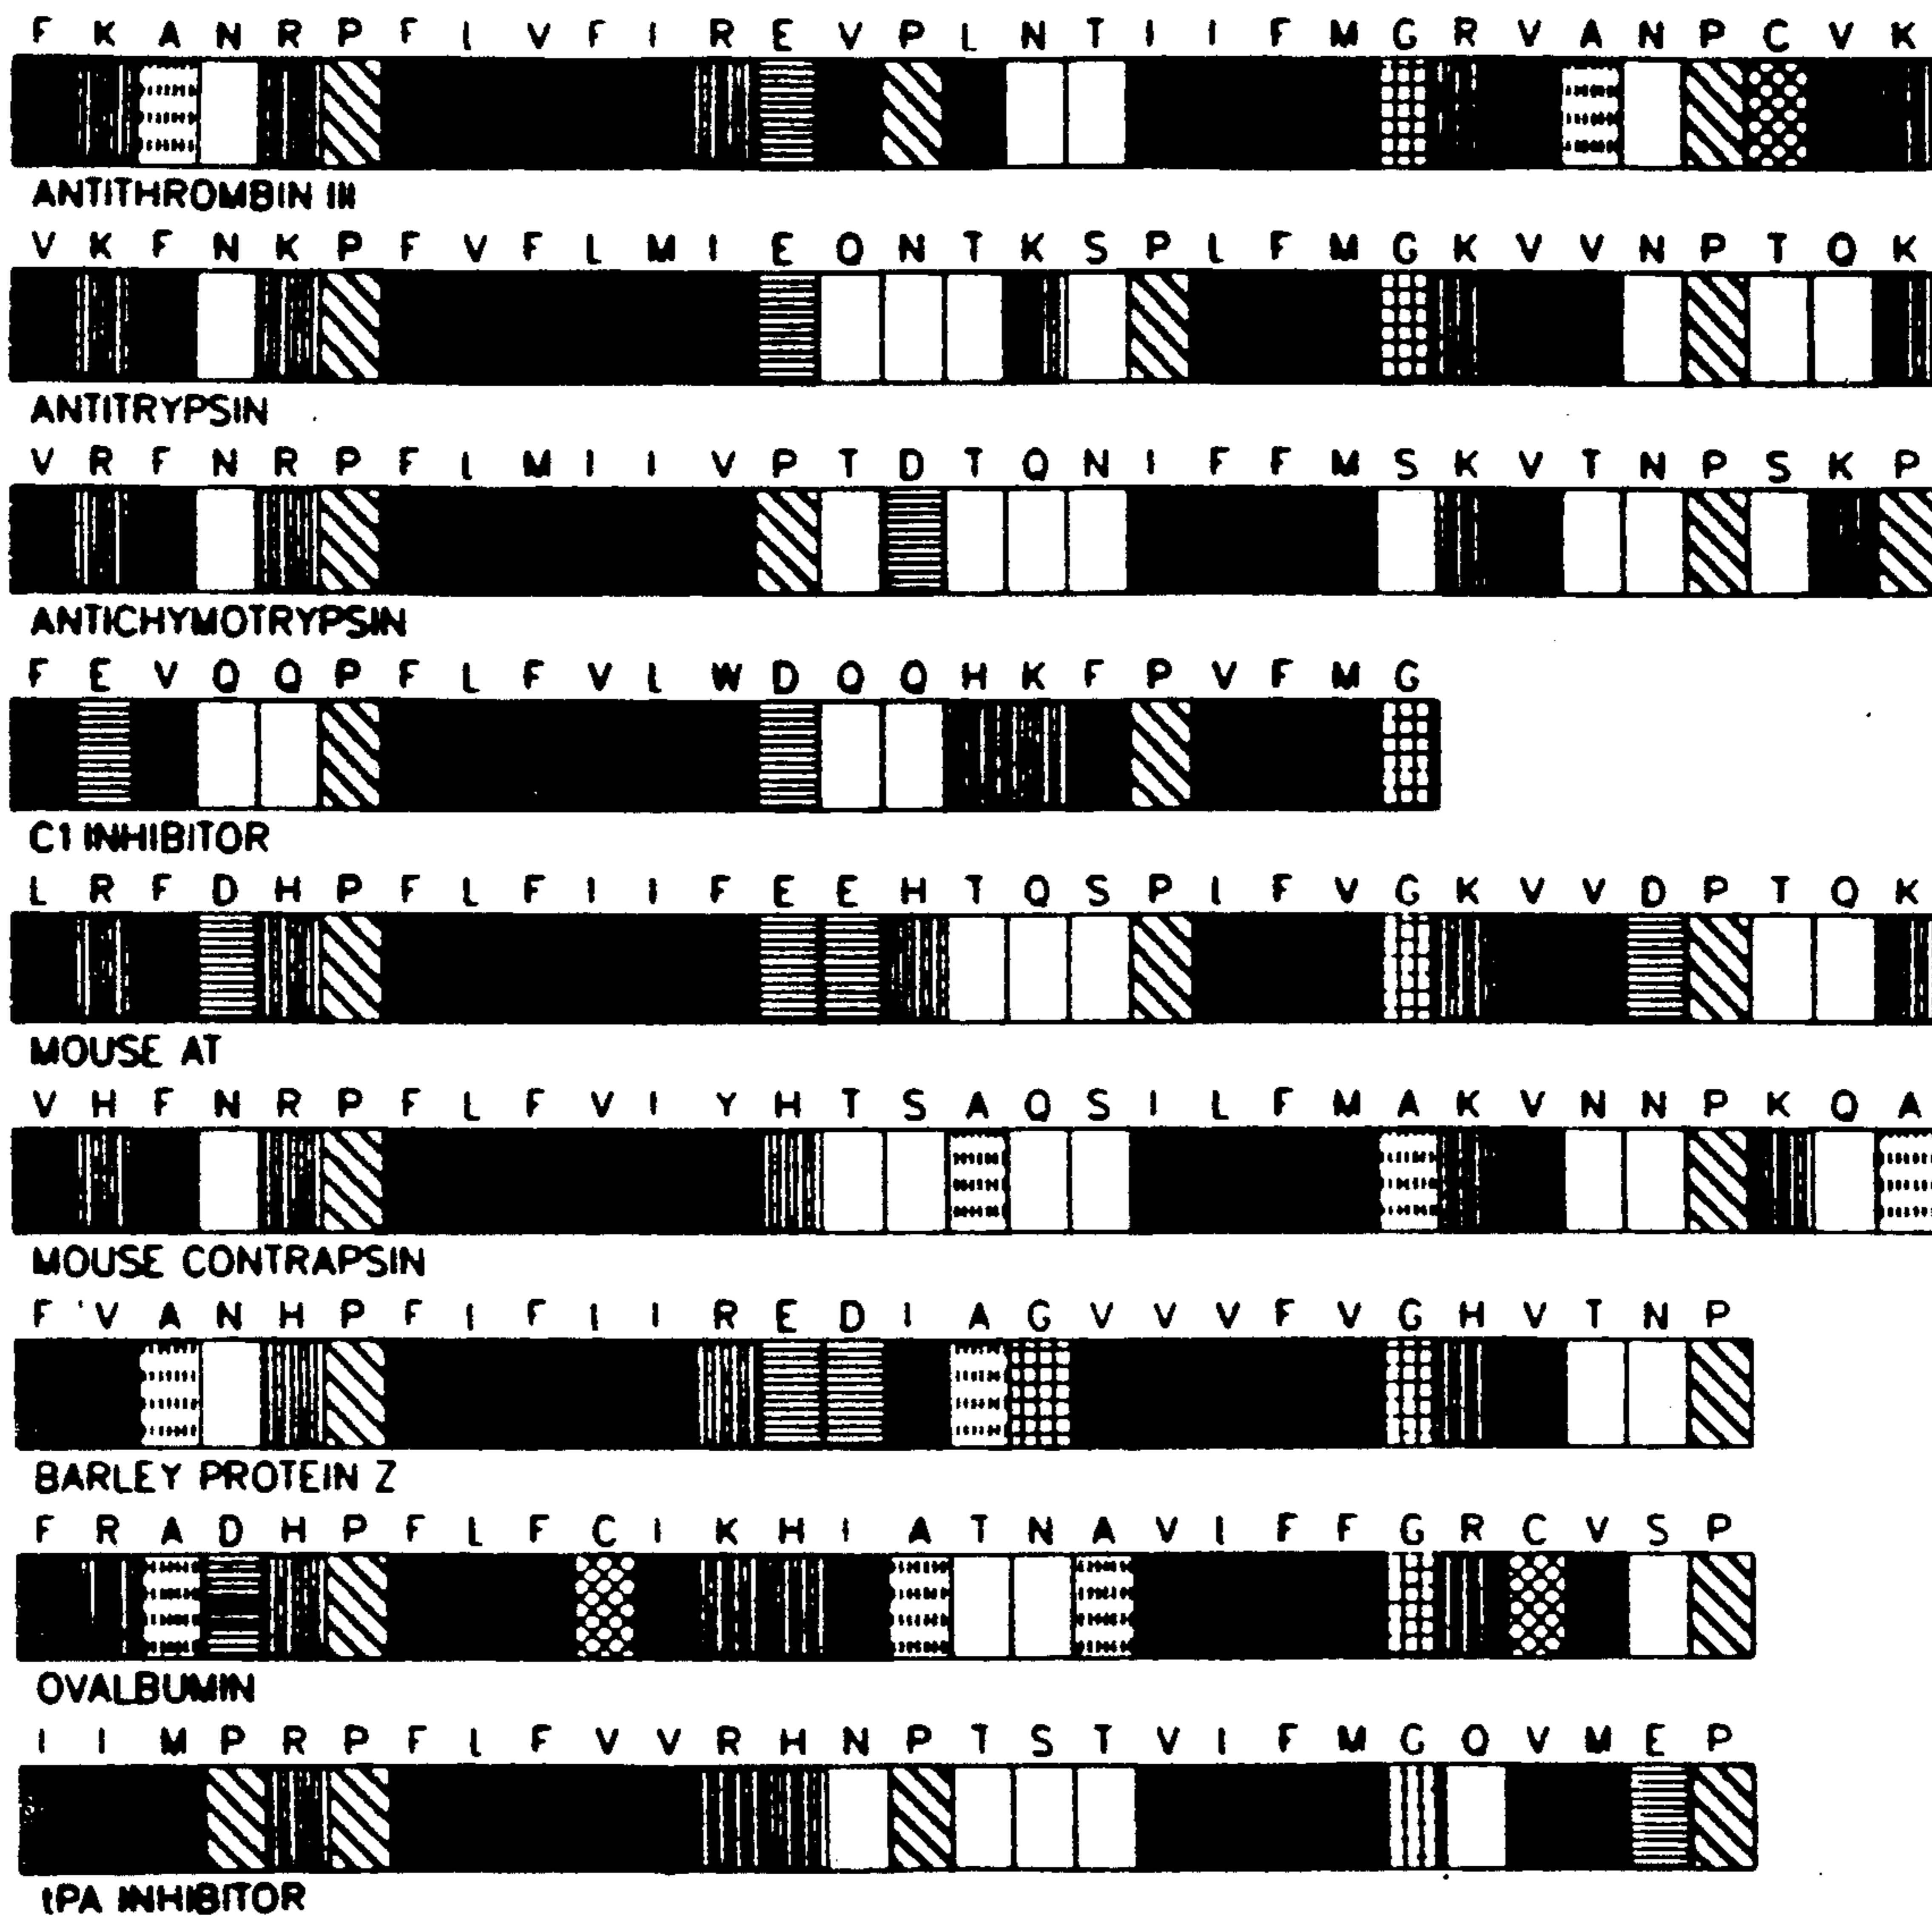 F K A N R P F L V F I R E V P L N T I I F M G R V A N P C V K
ANTITHROMBIN III
V K F N K P F V F L M I E Q N T K S P L F M G K V V N P T Q K
ANTITRYPSIN
V R F N R P F L M I I V P T D T Q N I F F M S K V T N P S K P
ANTICHYMOTRYPSIN
F E V Q Q P F L F V L W D Q Q H K F P V F M G
C1 INHIBITOR
L R F D H P F L F I I F E E H T Q S P L F V G K V V D P T Q K
MOUSE AT
V H F N R P F L F V I Y H T S A Q S I L F M A K V N N P K Q A
MOUSE CONTRAPSIN
F V A N H P F I F L I R E D I A G V V V F V G H V T N P
BARLEY PROTEIN Z
F R A D H P F L F C I K H I A T N A V L F F G R C V S P
OVALBUMIN
I I M P R P F L F V V R H N P T S T V L F M G Q V M E P
tPA INHIBITOR